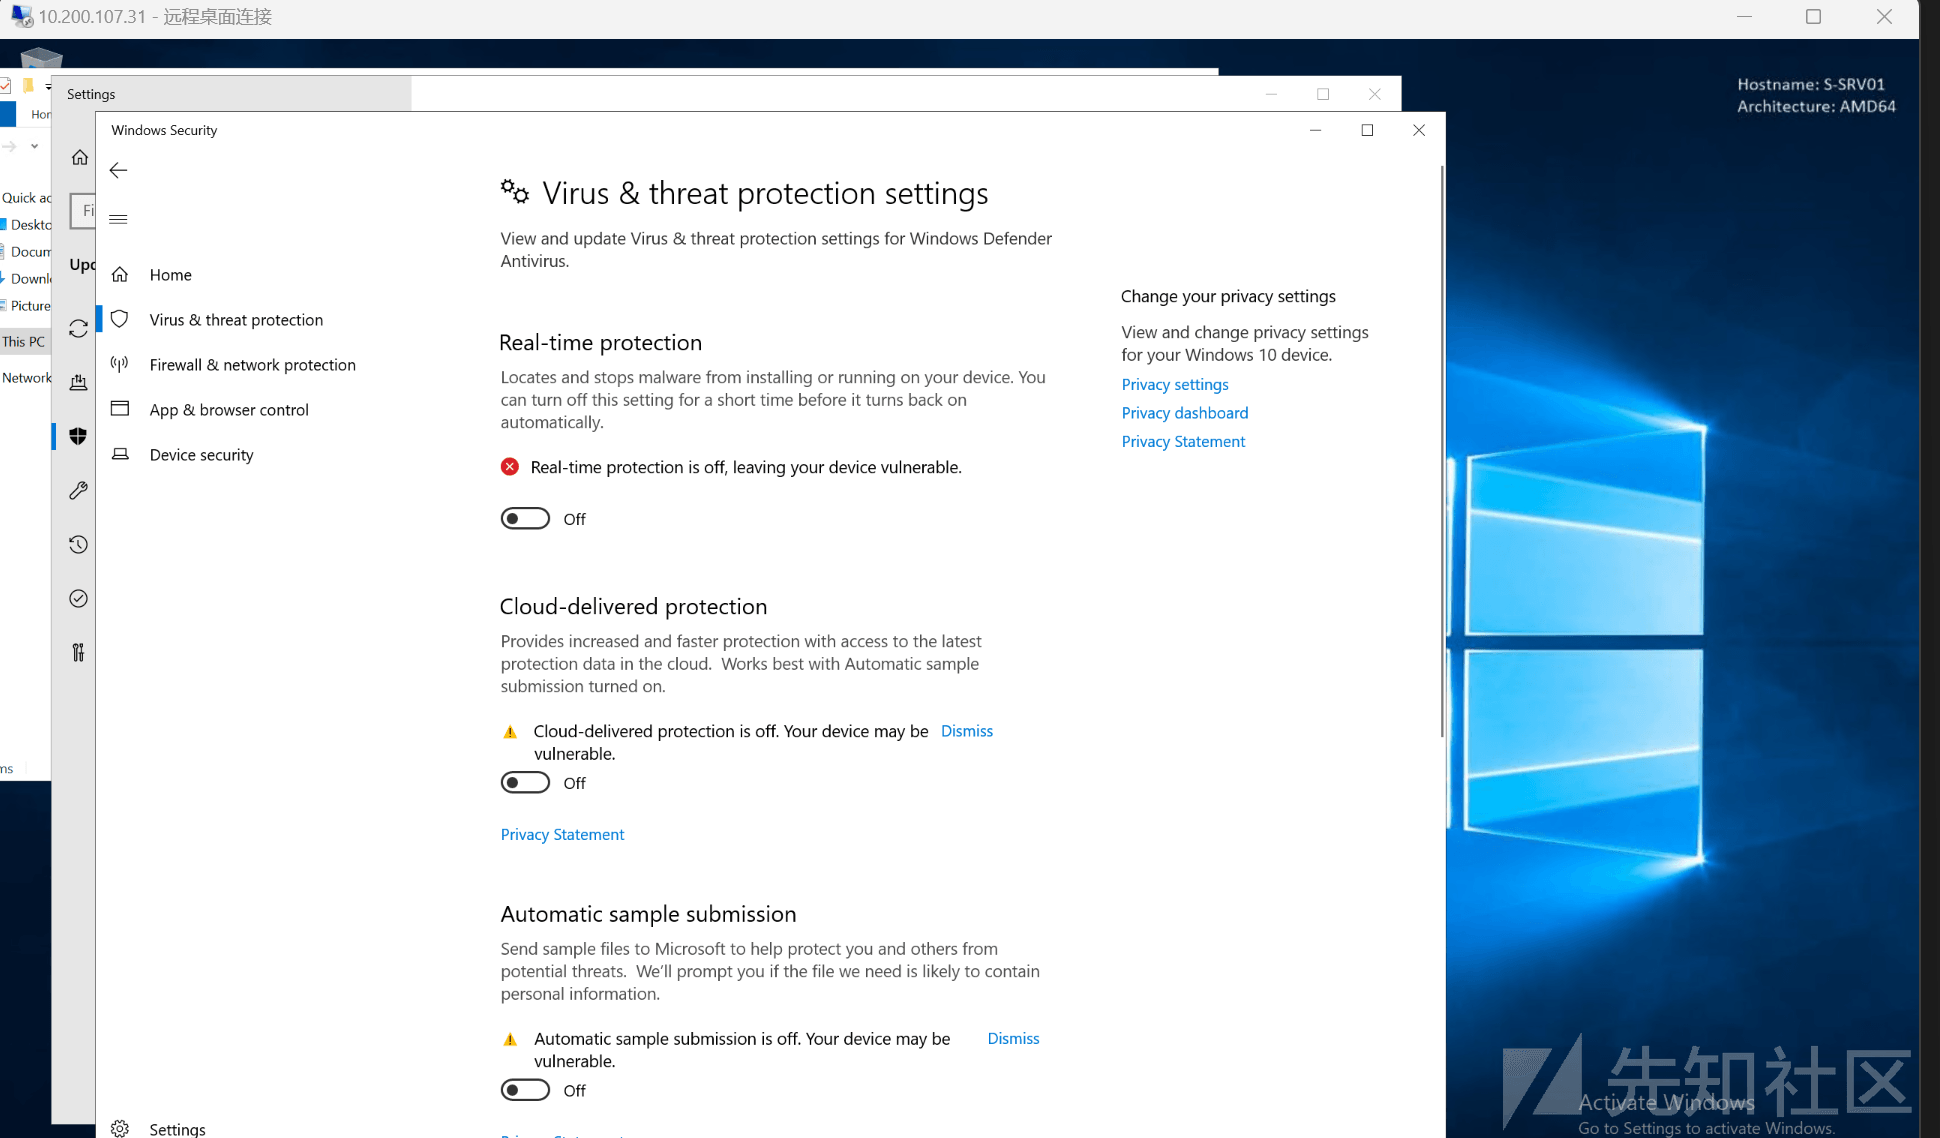 10.200.107.31 - 远程桌面连接
Hostname: S-SRV01
Architecture: AMD64
Settings
Hor
Windows Security
Quick ac
Deskto
Docum
Downl
Picture
This PC
Network
ms
Fi
Upd
Home
Virus & threat protection
Firewall & network protection
App & browser control
Device security
Settings
Virus & threat protection settings
View and update Virus & threat protection settings for Windows Defender
Antivirus.
Real-time protection
Locates and stops malware from installing or running on your device. You
can turn off this setting for a short time before it turns back on
automatically.
Real-time protection is off, leaving your device vulnerable.
Off
Cloud-delivered protection
Provides increased and faster protection with access to the latest
protection data in the cloud. Works best with Automatic sample
submission turned on.
Cloud-delivered protection is off. Your device may be Dismiss
vulnerable.
Off
Privacy Statement
Automatic sample submission
Send sample files to Microsoft to help protect you and others from
potential threats. We'll prompt you if the file we need is likely to contain
personal information.
Automatic sample submission is off. Your device may be Dismiss
vulnerable.
Off
Change your privacy settings
View and change privacy settings
for your Windows 10 device.
Privacy settings
Privacy dashboard
Privacy Statement
先知社区
Activate Windows
Go to Settings to activate Windows.